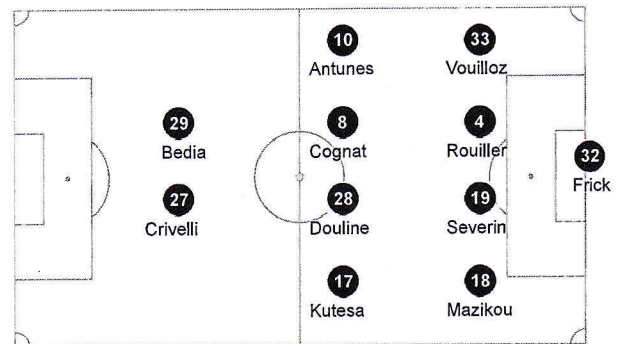 10
Antunes
33
Vouilloz
29
Bedia
8
Cognat
4
Rouiller
32
Frick
27
Crivelli
28
Douline
19
Severin
17
Kutesa
18
Mazikou